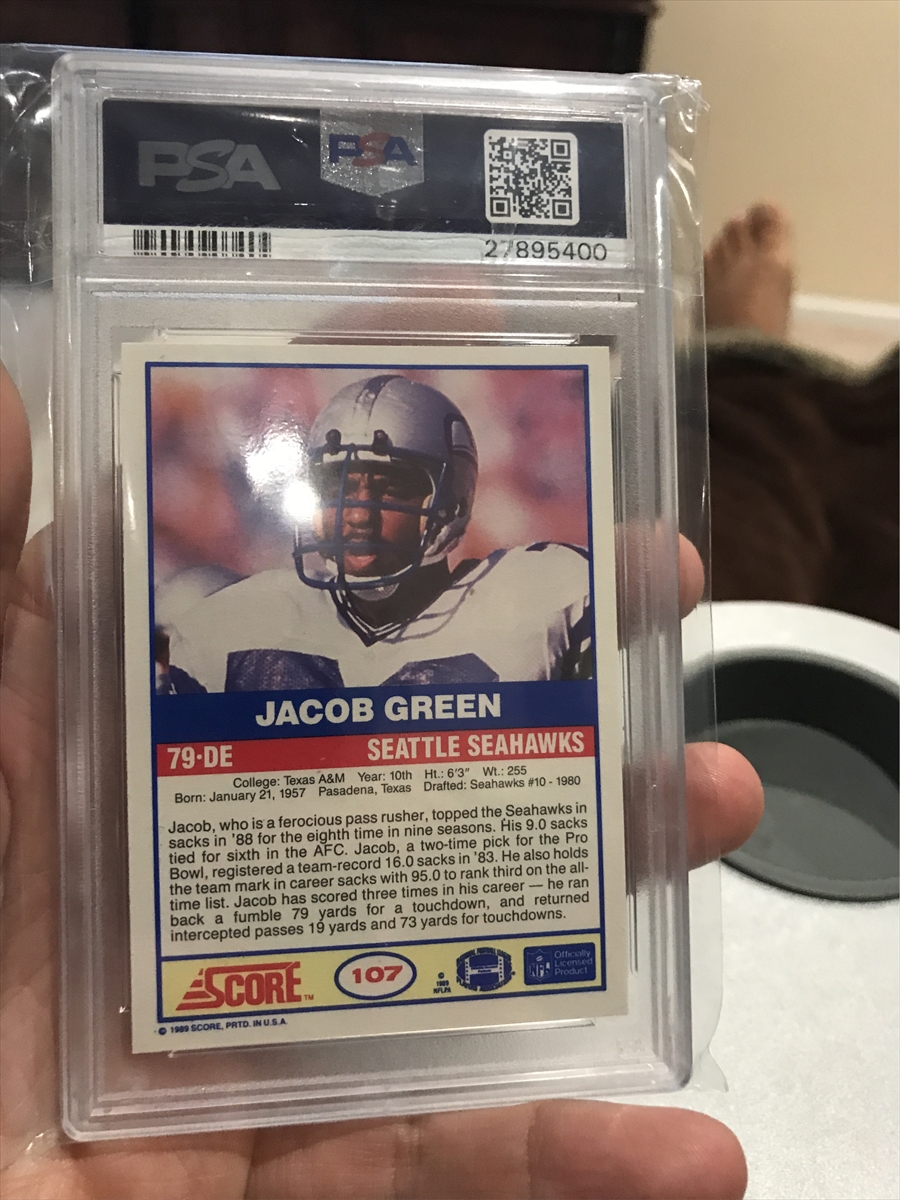 PSA
PSA
27895400
JACOB GREEN
79·DE SEATTLE SEAHAWKS
College: Texas A&M Year: 10th Ht.: 6'3" Wt.: 255
Born: January 21, 1957 Pasadena, Texas Drafted: Seahawks #10 - 1980
Jacob, who is a ferocious pass rusher, topped the Seahawks in
sacks in '88 for the eighth time in nine seasons. His 9.0 sacks
tied for sixth in the AFC. Jacob, a two-time pick for the Pro
Bowl, registered a team-record 16.0 sacks in '83. He also holds
the team mark in career sacks with 95.0 to rank third on the all-
time list. Jacob has scored three times in his career — he ran
back a fumble 79 yards for a touchdown, and returned
intercepted passes 19 yards and 73 yards for touchdowns.
SCORE™
107
© 1989 NFLPA
NFL
Officially
Licensed
Product
© 1989 SCORE, PRTD. IN U.S.A.